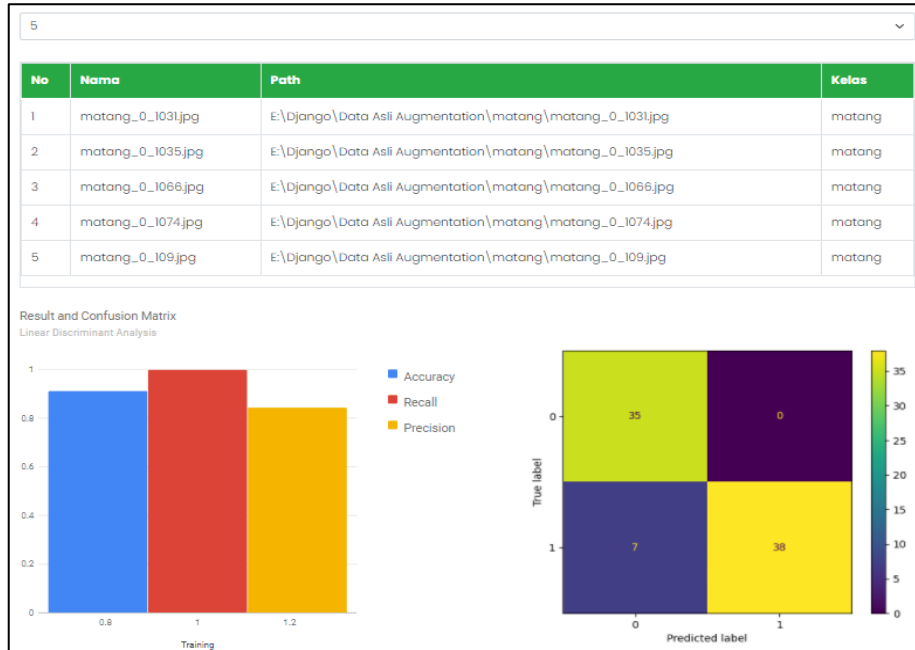 5
No Nama Path Kelas
1 matang_0_1031.jpg E:\Django\Data Asli Augmentation\matang\matang_0_1031.jpg matang
2 matang_0_1035.jpg E:\Django\Data Asli Augmentation\matang\matang_0_1035.jpg matang
3 matang_0_1066.jpg E:\Django\Data Asli Augmentation\matang\matang_0_1066.jpg matang
4 matang_0_1074.jpg E:\Django\Data Asli Augmentation\matang\matang_0_1074.jpg matang
5 matang_0_109.jpg E:\Django\Data Asli Augmentation\matang\matang_0_109.jpg matang
Result and Confusion Matrix
Linear Discriminant Analysis
1
0.8
0.6
0.4
0.2
0
0.8 1 1.2
Training
Accuracy
Recall
Precision
True label
0
1
35 0
7 38
0 1
Predicted label
35
30
25
20
15
10
5
0